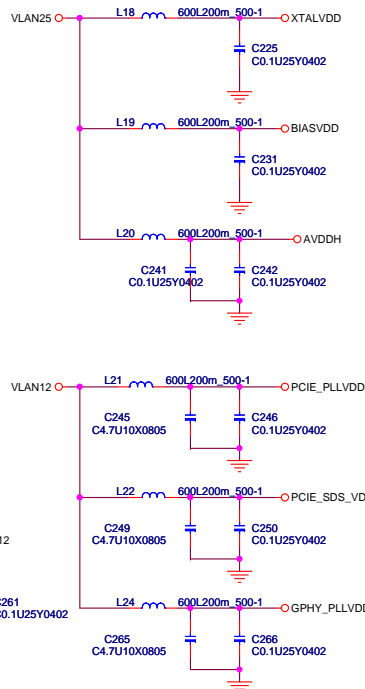 VLAN25
L18
600L200m_500-1
XTALVDD
C225
C0.1U25Y0402
L19
600L200m_500-1
BIASVDD
C231
C0.1U25Y0402
L20
600L200m_500-1
AVDDH
C241
C0.1U25Y0402
C242
C0.1U25Y0402
VLAN12
L21
600L200m_500-1
PCIE_PLLVDD
C245
C4.7U10X0805
C246
C0.1U25Y0402
L22
600L200m_500-1
PCIE_SDS_VD
C249
C4.7U10X0805
C250
C0.1U25Y0402
12
C261
C0.1U25Y0402
L24
600L200m_500-1
GPHY_PLLVDD
C265
C4.7U10X0805
C266
C0.1U25Y0402